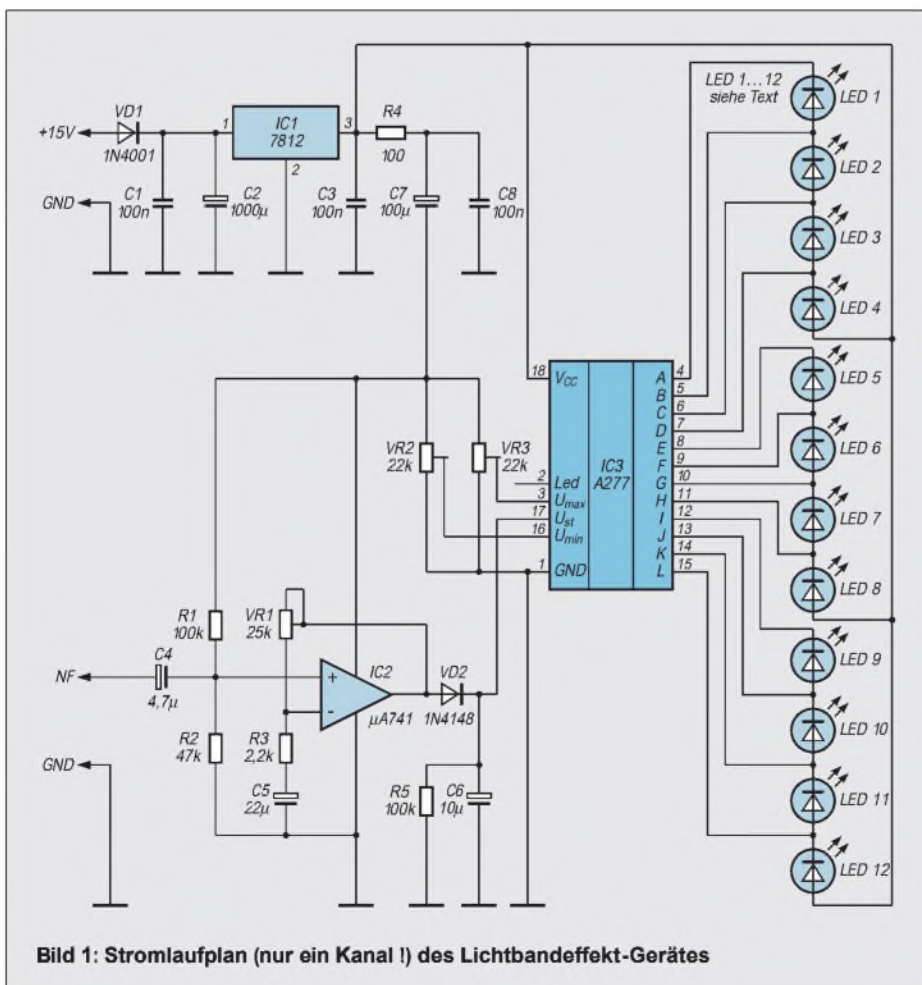 +15V
VD1
1N4001
1
IC1
7812
3
2
R4
100
GND
C1
100n
C2
1000µ
C3
100n
C7
100µ
C8
100n
LED 1...12
siehe Text
LED 1
LED 2
LED 3
LED 4
LED 5
LED 6
LED 7
LED 8
LED 9
LED 10
LED 11
LED 12
18
VCC
2
Led
3
Umax
17
Ust
16
Umin
1
GND
IC3
A277
A
4
B
5
C
6
D
7
E
8
F
9
G
10
H
11
I
12
J
13
K
14
L
15
VR2
22k
VR3
22k
R1
100k
VR1
25k
NF
C4
4,7µ
+
-
IC2
µA741
VD2
1N4148
R2
47k
R3
2,2k
C5
22µ
R5
100k
C6
10µ
GND
Bild 1: Stromlaufplan (nur ein Kanal !) des Lichtbandeffekt-Gerätes